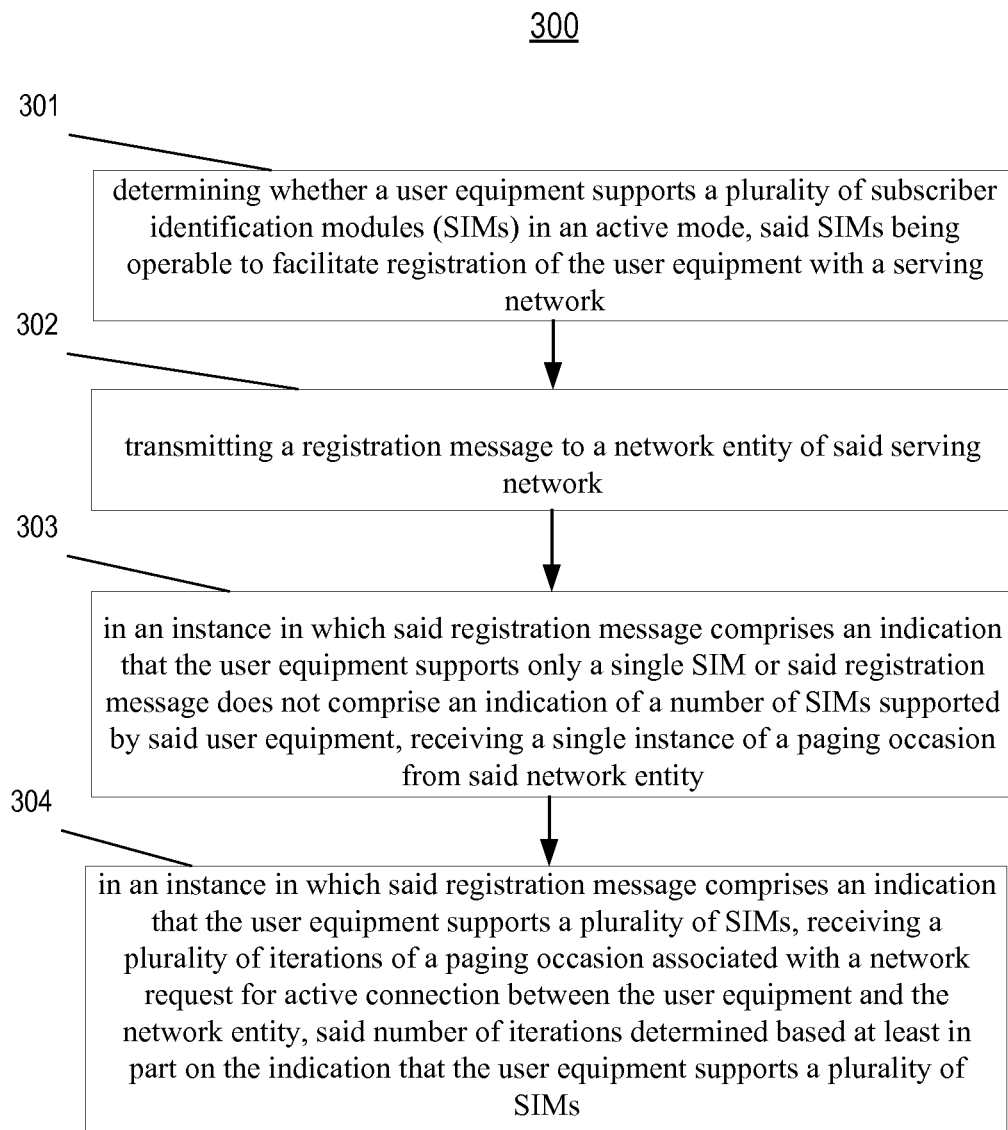 300
301
determining whether a user equipment supports a plurality of subscriber
identification modules (SIMs) in an active mode, said SIMs being
operable to facilitate registration of the user equipment with a serving
network
302
transmitting a registration message to a network entity of said serving
network
303
in an instance in which said registration message comprises an indication
that the user equipment supports only a single SIM or said registration
message does not comprise an indication of a number of SIMs supported
by said user equipment, receiving a single instance of a paging occasion
from said network entity
304
in an instance in which said registration message comprises an indication
that the user equipment supports a plurality of SIMs, receiving a
plurality of iterations of a paging occasion associated with a network
request for active connection between the user equipment and the
network entity, said number of iterations determined based at least in
part on the indication that the user equipment supports a plurality of
SIMs